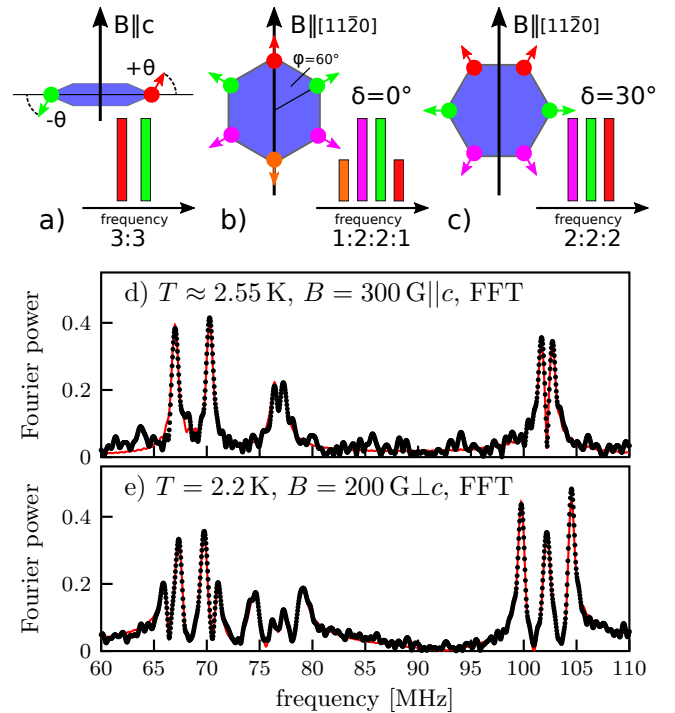 B∥c
+θ
-θ
a)
frequency
3:3
B∥[112̄0]
φ=60°
δ=0°
b)
frequency
1:2:2:1
B∥[112̄0]
δ=30°
c)
frequency
2:2:2
d) T ≈ 2.55 K, B = 300 G||c, FFT
Fourier power
0.4
0.2
0
e) T = 2.2 K, B = 200 G⊥c, FFT
Fourier power
0.4
0.2
0
60 65 70 75 80 85 90 95 100 105 110
frequency [MHz]